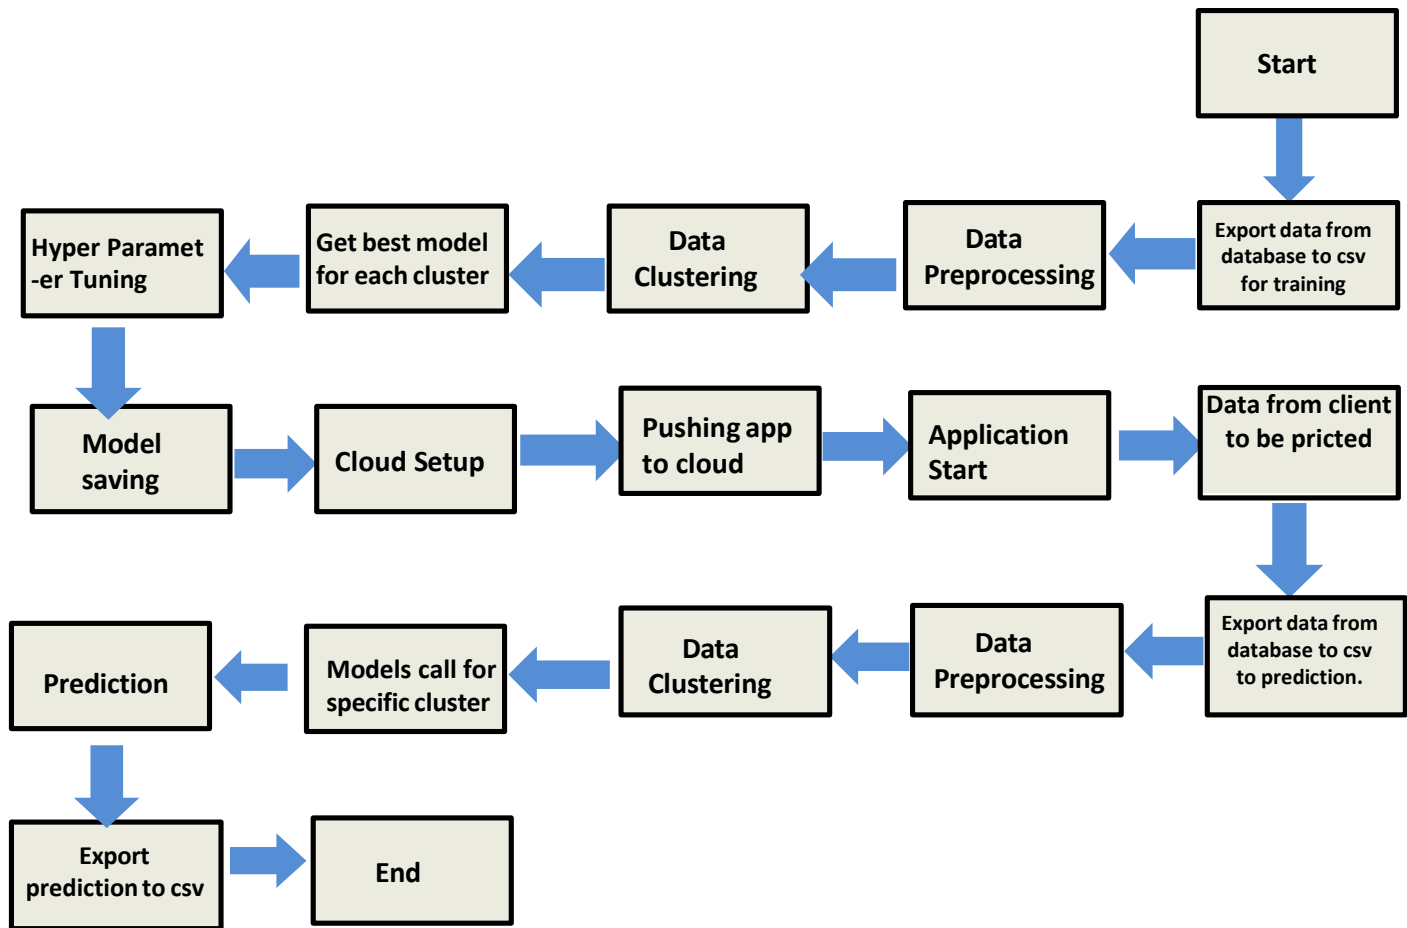 Start
Export data from
database to csv
for training
Data
Preprocessing
Data
Clustering
Get best model
for each cluster
Hyper Paramet
-er Tuning
Model
saving
Cloud Setup
Pushing app
to cloud
Application
Start
Data from client
to be pricted
Export data from
database to csv
to prediction.
Data
Preprocessing
Data
Clustering
Models call for
specific cluster
Prediction
Export
prediction to csv
End